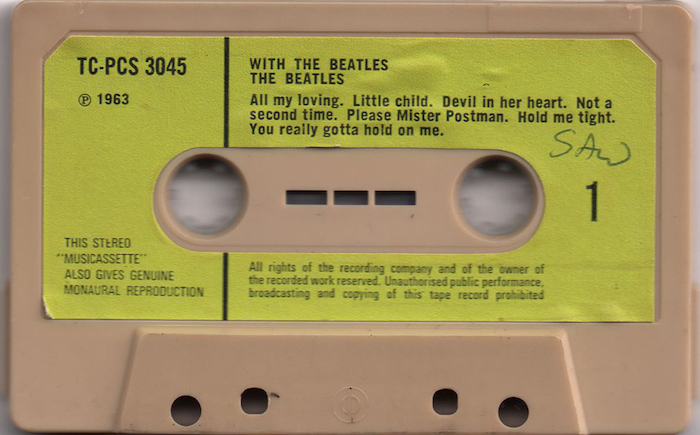 TC-PCS 3045
℗ 1963
WITH THE BEATLES
THE BEATLES
All my loving. Little child. Devil in her heart. Not a
second time. Please Mister Postman. Hold me tight.
You really gotta hold on me.
SAW
1
THIS STEREO
"MUSICASSETTE"
ALSO GIVES GENUINE
MONAURAL REPRODUCTION
All rights of the recording company and of the owner of
the recorded work reserved. Unauthorised public performance,
broadcasting and copying of this tape record prohibited